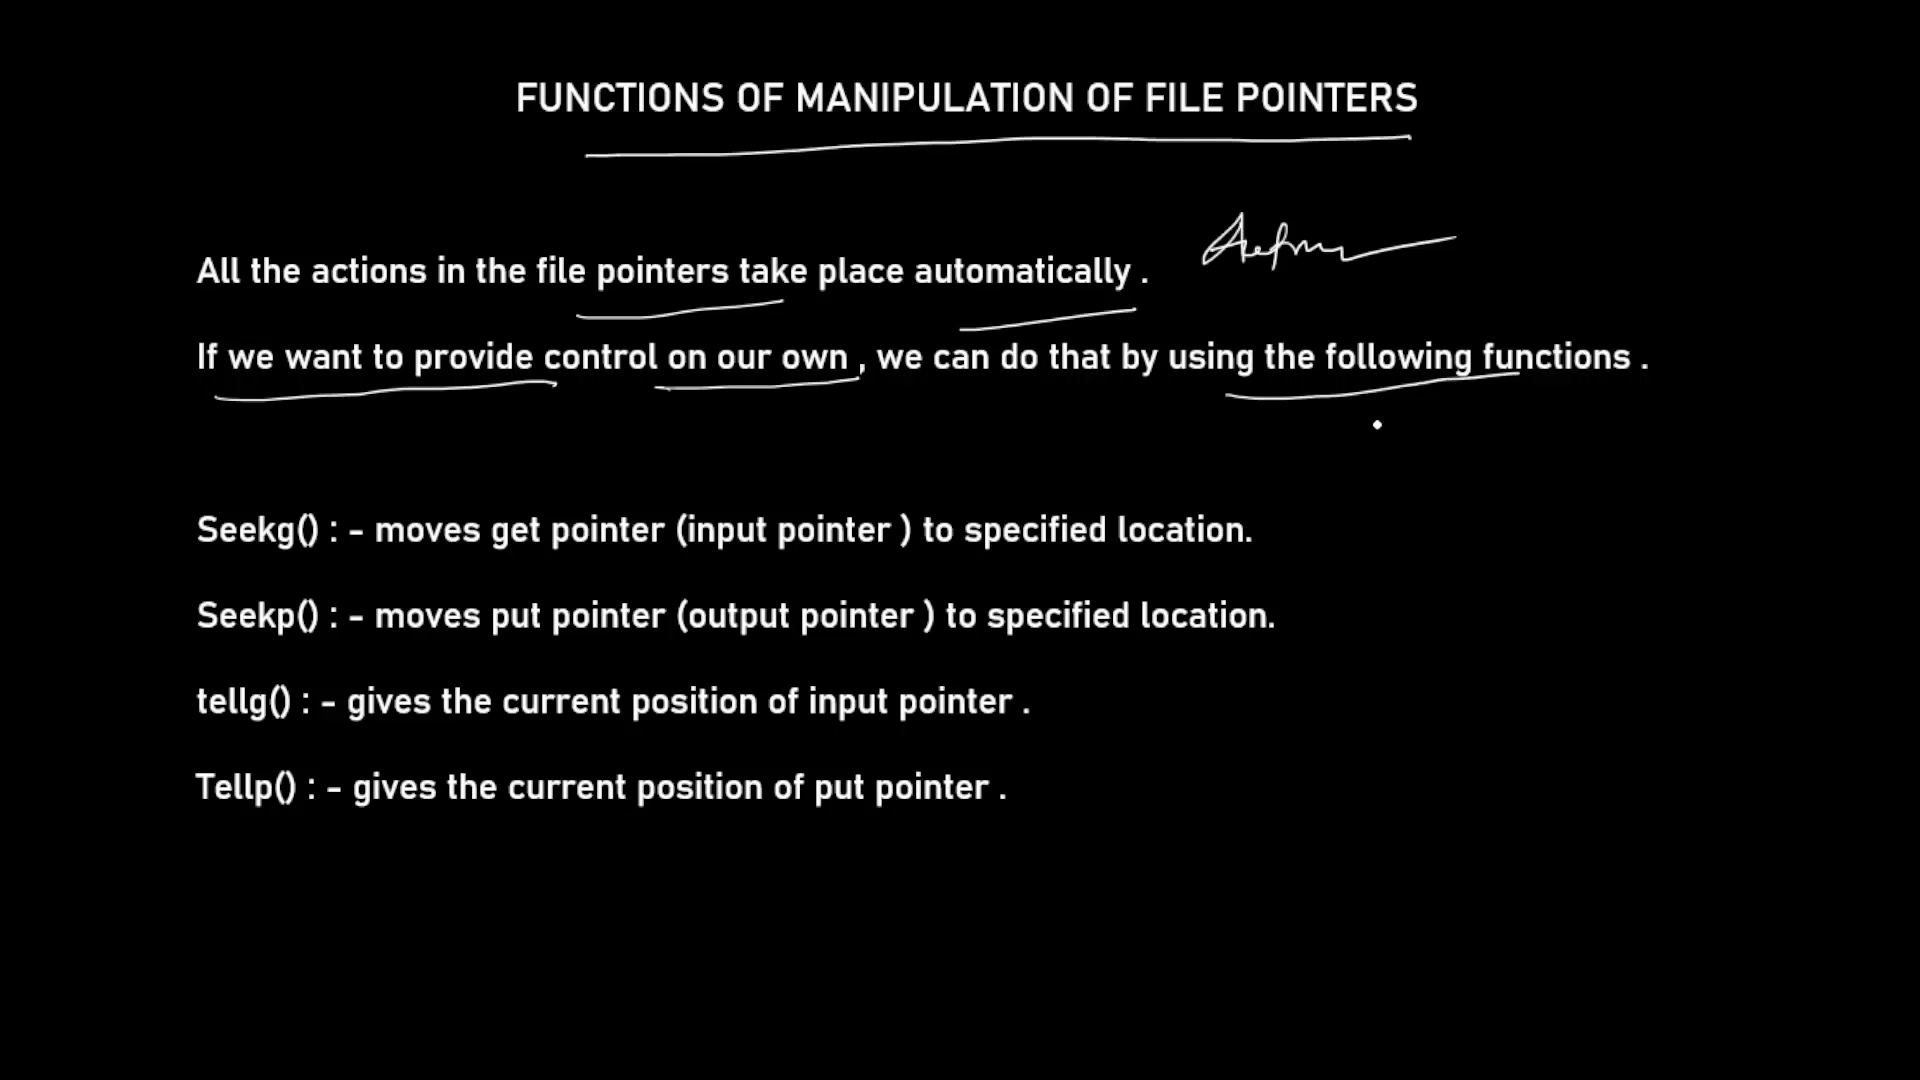 FUNCTIONS OF MANIPULATION OF FILE POINTERS
All the actions in the file pointers take place automatically .
If we want to provide control on our own , we can do that by using the following functions .
Seekg() : - moves get pointer (input pointer ) to specified location.
Seekp() : - moves put pointer (output pointer ) to specified location.
tellg() : - gives the current position of input pointer .
Tellp() : - gives the current position of put pointer .